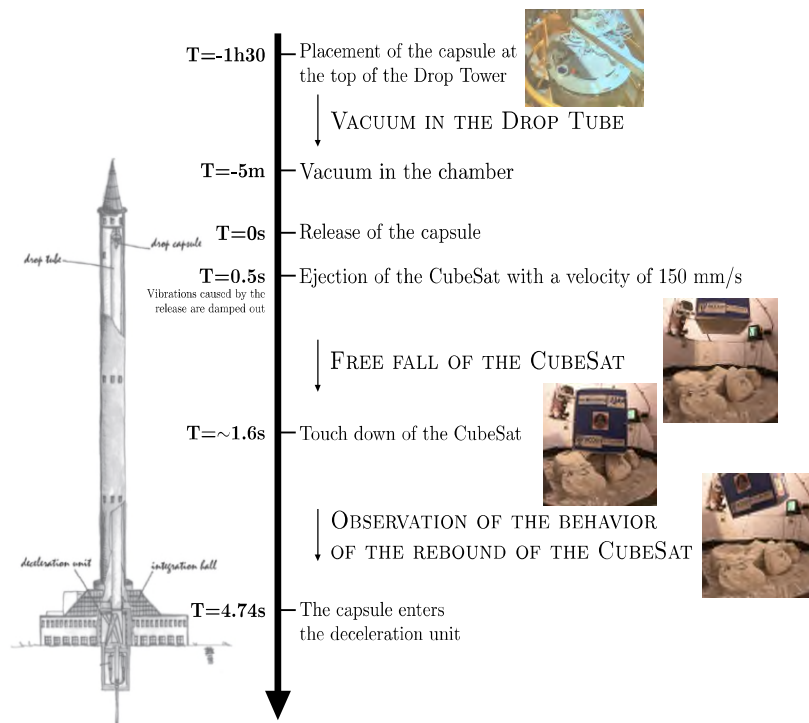 T=-1h30
Placement of the capsule at
the top of the Drop Tower
Vacuum in the Drop Tube
T=-5m
Vacuum in the chamber
T=0s
Release of the capsule
drop capsule
drop tube
T=0.5s
Ejection of the CubeSat with a velocity of 150 mm/s
Vibrations caused by the
release are damped out
Free fall of the CubeSat
T=~1.6s
Touch down of the CubeSat
Observation of the behavior
of the rebound of the CubeSat
deceleration unit
integration hall
T=4.74s
The capsule enters
the deceleration unit